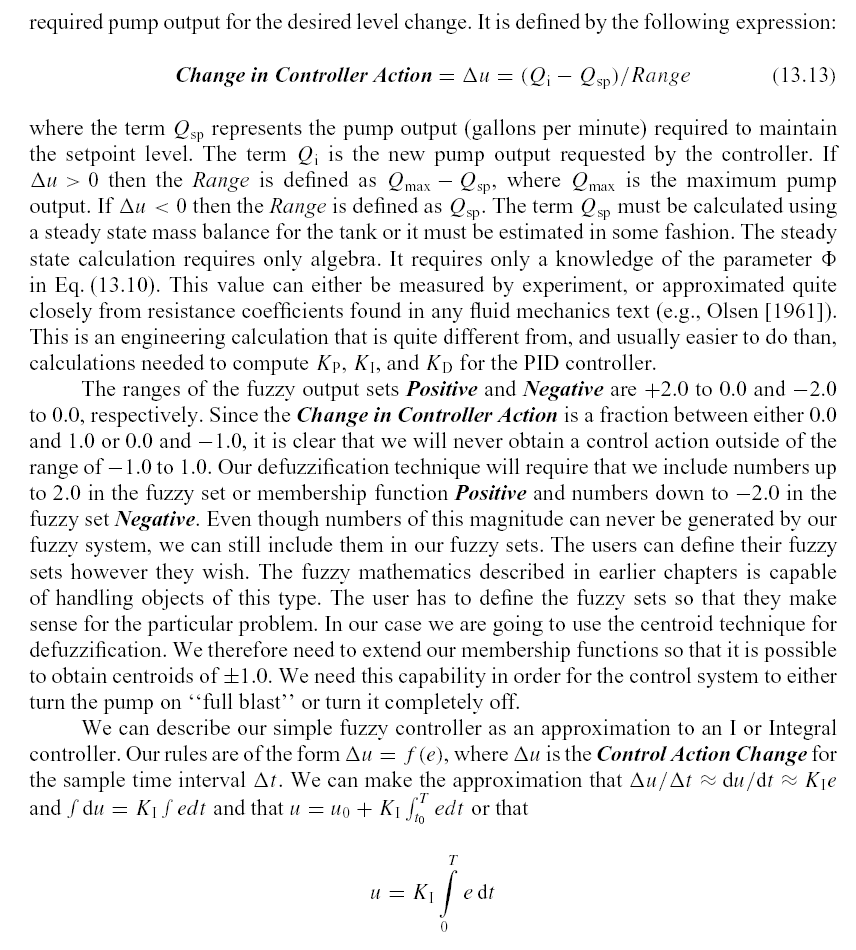 required pump output for the desired level change. It is defined by the following expression:
Change in Controller Action = Δu = (Qi − Qsp)/Range (13.13)
where the term Qsp represents the pump output (gallons per minute) required to maintain
the setpoint level. The term Qi is the new pump output requested by the controller. If
Δu > 0 then the Range is defined as Qmax − Qsp, where Qmax is the maximum pump
output. If Δu < 0 then the Range is defined as Qsp. The term Qsp must be calculated using
a steady state mass balance for the tank or it must be estimated in some fashion. The steady
state calculation requires only algebra. It requires only a knowledge of the parameter Φ
in Eq. (13.10). This value can either be measured by experiment, or approximated quite
closely from resistance coefficients found in any fluid mechanics text (e.g., Olsen [1961]).
This is an engineering calculation that is quite different from, and usually easier to do than,
calculations needed to compute KP, KI, and KD for the PID controller.
The ranges of the fuzzy output sets Positive and Negative are +2.0 to 0.0 and −2.0
to 0.0, respectively. Since the Change in Controller Action is a fraction between either 0.0
and 1.0 or 0.0 and −1.0, it is clear that we will never obtain a control action outside of the
range of −1.0 to 1.0. Our defuzzification technique will require that we include numbers up
to 2.0 in the fuzzy set or membership function Positive and numbers down to −2.0 in the
fuzzy set Negative. Even though numbers of this magnitude can never be generated by our
fuzzy system, we can still include them in our fuzzy sets. The users can define their fuzzy
sets however they wish. The fuzzy mathematics described in earlier chapters is capable
of handling objects of this type. The user has to define the fuzzy sets so that they make
sense for the particular problem. In our case we are going to use the centroid technique for
defuzzification. We therefore need to extend our membership functions so that it is possible
to obtain centroids of ±1.0. We need this capability in order for the control system to either
turn the pump on ‘‘full blast’’ or turn it completely off.
We can describe our simple fuzzy controller as an approximation to an I or Integral
controller. Our rules are of the form Δu = f(e), where Δu is the Control Action Change for
the sample time interval Δt. We can make the approximation that Δu/Δt ≈ du/dt ≈ KIe
and ∫ du = KI ∫ edt and that u = u0 + KI ∫t0T edt or that
u = KI ∫0T e dt